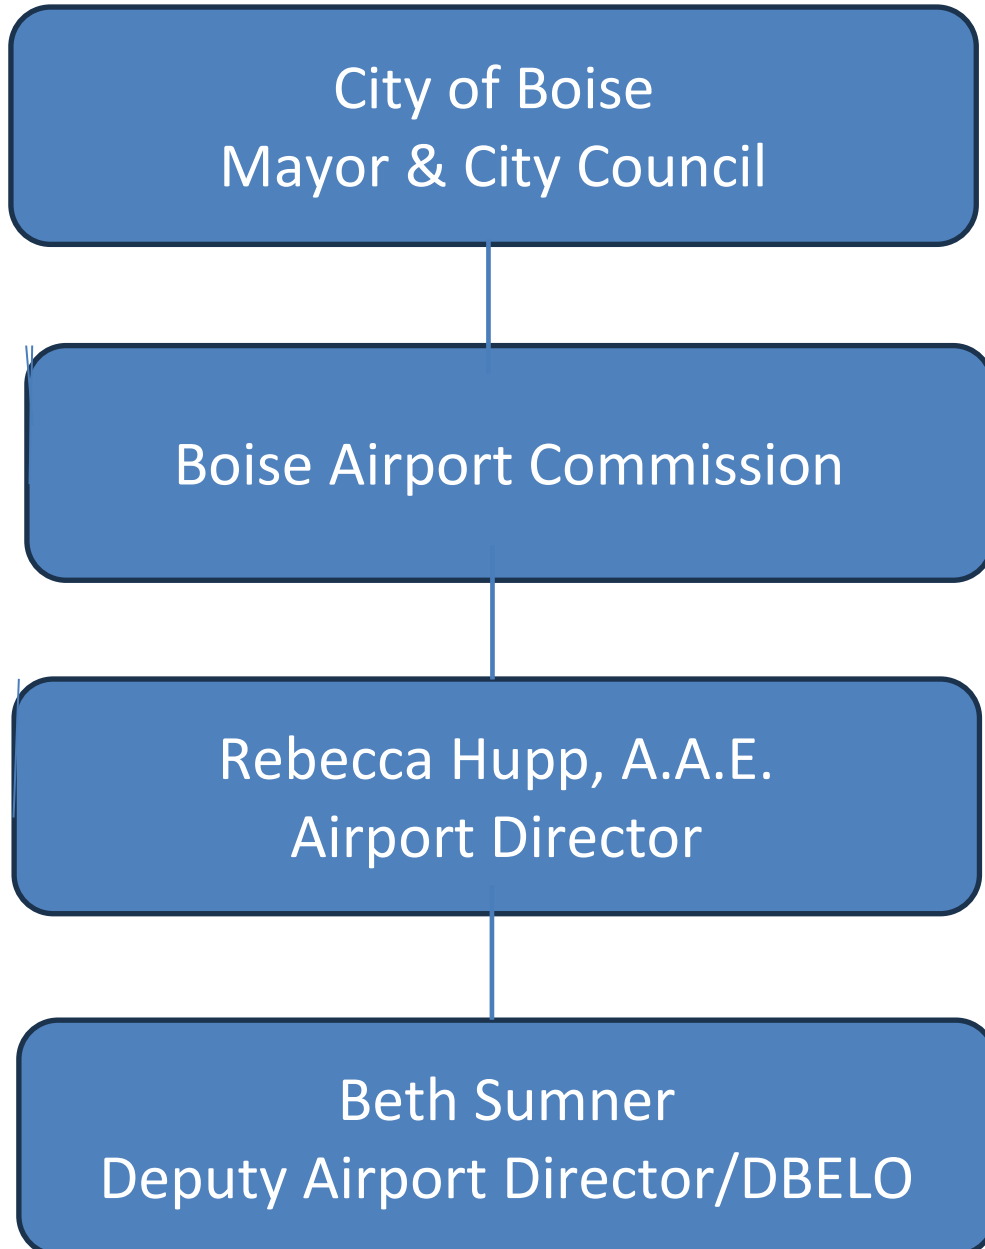 City of Boise
Mayor & City Council
Boise Airport Commission
Rebecca Hupp, A.A.E.
Airport Director
Beth Sumner
Deputy Airport Director/DBELO